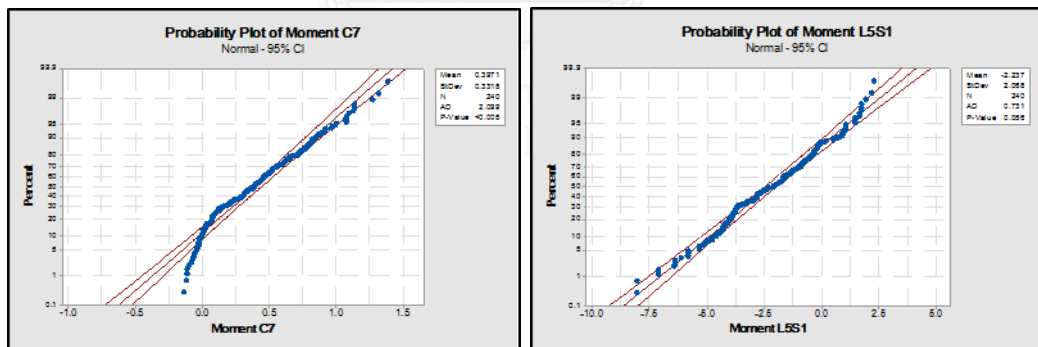 Probability Plot of Moment C7
Normal - 95% CI
99.9
99
95
90
80
70
60
50
40
30
20
10
5
1
0.1
Percent
-1.0
-0.5
0.0
0.5
1.0
1.5
Moment C7
Mean 0.3971
StDev 0.3315
N 240
AD 2.099
P-Value <0.005
Probability Plot of Moment L5S1
Normal - 95% CI
99.9
99
95
90
80
70
60
50
40
30
20
10
5
1
0.1
Percent
-10.0
-7.5
-5.0
-2.5
0.0
2.5
5.0
Moment L5S1
Mean -2.237
StDev 2.058
N 240
AD 0.731
P-Value 0.056